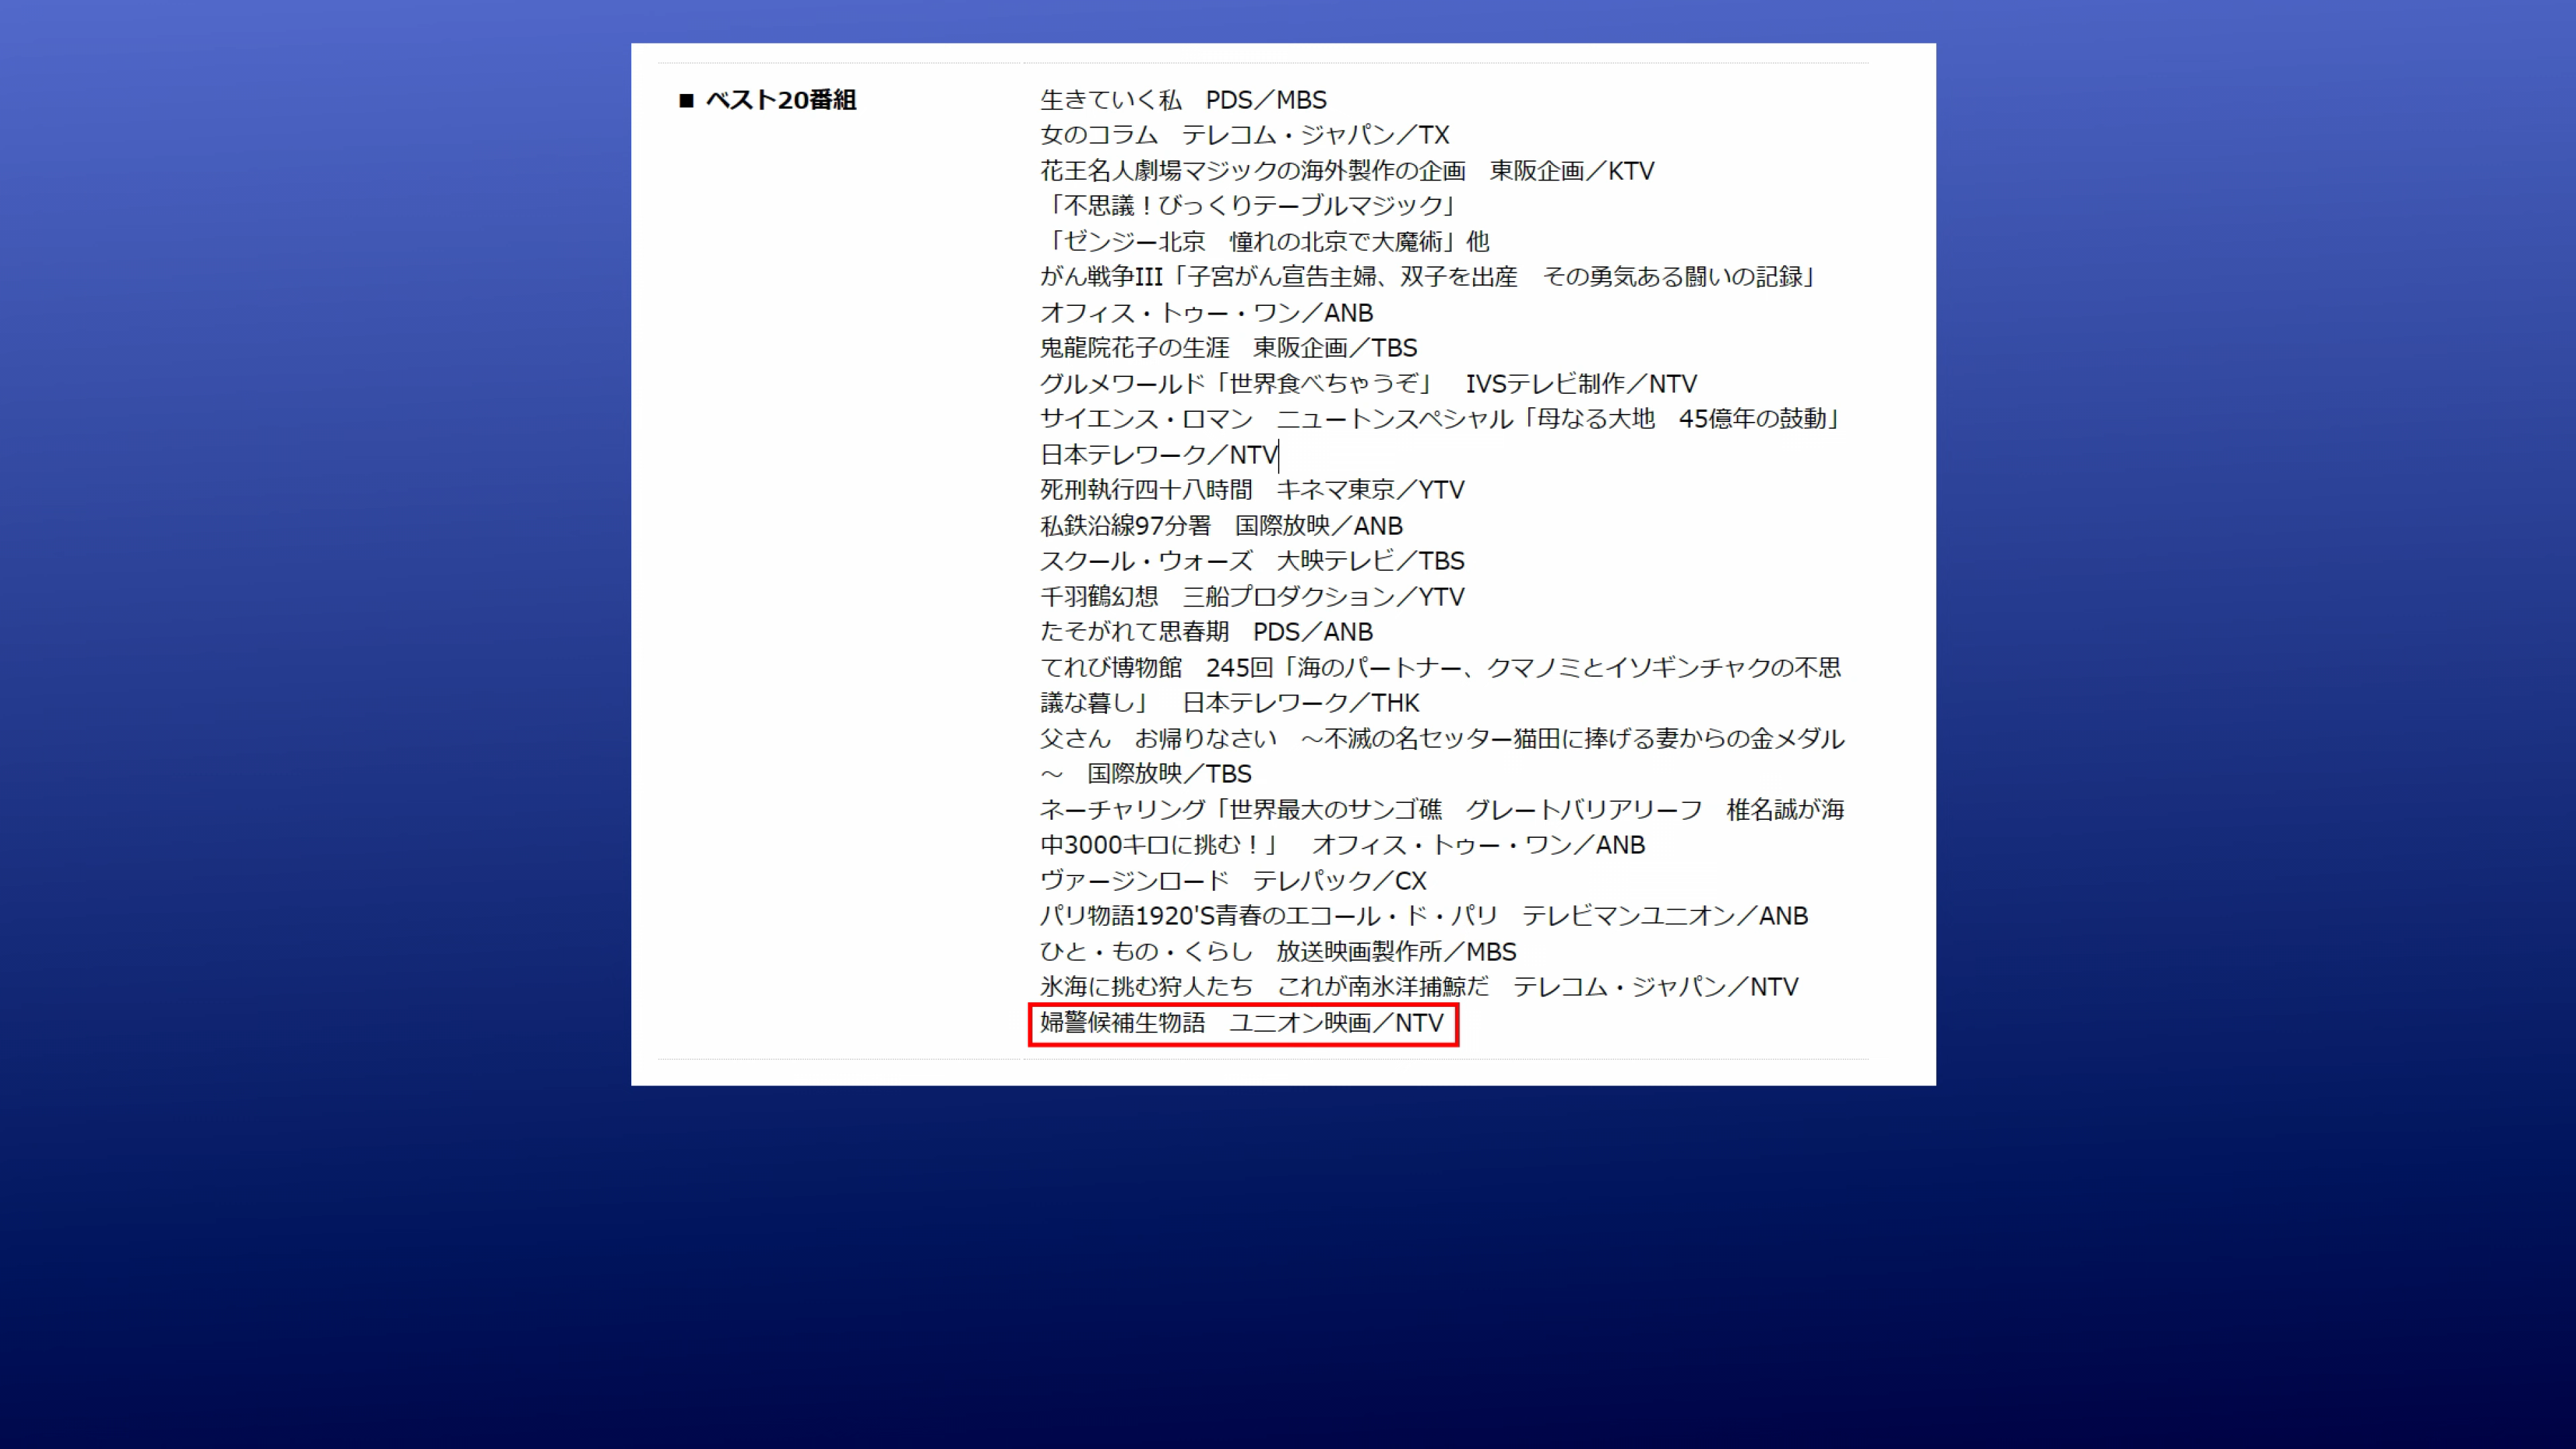 ■ ベスト20番組
生きていく私　PDS／MBS
女のコラム　テレコム・ジャパン／TX
花王名人劇場マジックの海外製作の企画　東阪企画／KTV
「不思議！びっくりテーブルマジック」
「ゼンジー北京　憧れの北京で大魔術」他
がん戦争III「子宮がん宣告主婦、双子を出産　その勇気ある闘いの記録」
オフィス・トゥー・ワン／ANB
鬼龍院花子の生涯　東阪企画／TBS
グルメワールド「世界食べちゃうぞ」　IVSテレビ制作／NTV
サイエンス・ロマン　ニュートンスペシャル「母なる大地　45億年の鼓動」
日本テレワーク／NTV
死刑執行四十八時間　キネマ東京／YTV
私鉄沿線97分署　国際放映／ANB
スクール・ウォーズ　大映テレビ／TBS
千羽鶴幻想　三船プロダクション／YTV
たそがれて思春期　PDS／ANB
てれび博物館　245回「海のパートナー、クマノミとイソギンチャクの不思
議な暮し」　日本テレワーク／THK
父さん　お帰りなさい　～不滅の名セッター猫田に捧げる妻からの金メダル
～　国際放映／TBS
ネーチャリング「世界最大のサンゴ礁　グレートバリアリーフ　椎名誠が海
中3000キロに挑む！」　オフィス・トゥー・ワン／ANB
ヴァージンロード　テレパック／CX
パリ物語1920'S青春のエコール・ド・パリ　テレビマンユニオン／ANB
ひと・もの・くらし　放送映画製作所／MBS
氷海に挑む狩人たち　これが南氷洋捕鯨だ　テレコム・ジャパン／NTV
婦警候補生物語　ユニオン映画／NTV